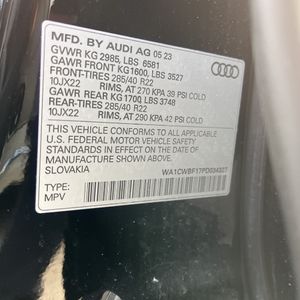 MFD. BY AUDI AG 05 23
GVWR KG 2985, LBS 6581
GAWR FRONT KG1600, LBS 3527
FRONT-TIRES 285/40 R22
10JX22 RIMS, AT 270 KPA 39 PSI COLD
GAWR REAR KG 1700 LBS 3748
REAR-TIRES 285/40 R22
10JX22 RIMS, AT 290 KPA 42 PSI COLD
THIS VEHICLE CONFORMS TO ALL APPLICABLE
U.S. FEDERAL MOTOR VEHICLE SAFETY
STANDARDS IN EFFECT ON THE DATE OF
MANUFACTURE SHOWN ABOVE
SLOVAKIA
TYPE: WA1CWBF17PD034327
MPV